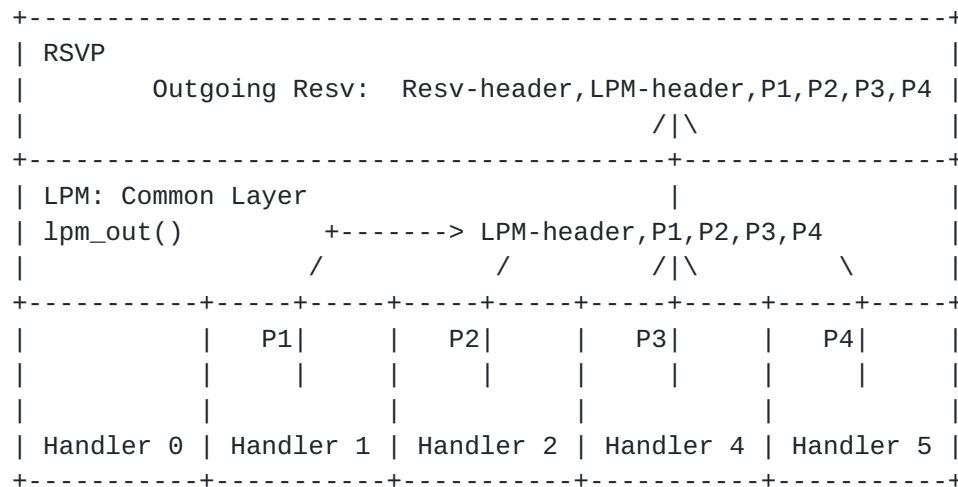 RSVP
Outgoing Resv: Resv-header,LPM-header,P1,P2,P3,P4
LPM: Common Layer
lpm_out() +-------> LPM-header,P1,P2,P3,P4
P1| | P2| | P3| | P4|
Handler 0 | Handler 1 | Handler 2 | Handler 4 | Handler 5